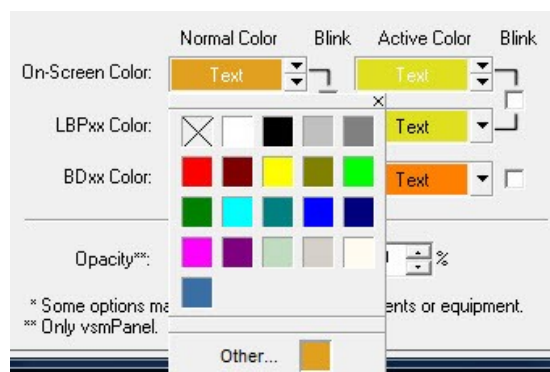 Normal Color Blink Active Color Blink
On-Screen Color: Text Text
LBPxx Color: Text
BDxx Color: Text
Opacity**: %
* Some options ma ents or equipment.
** Only vsmPanel.
Other...